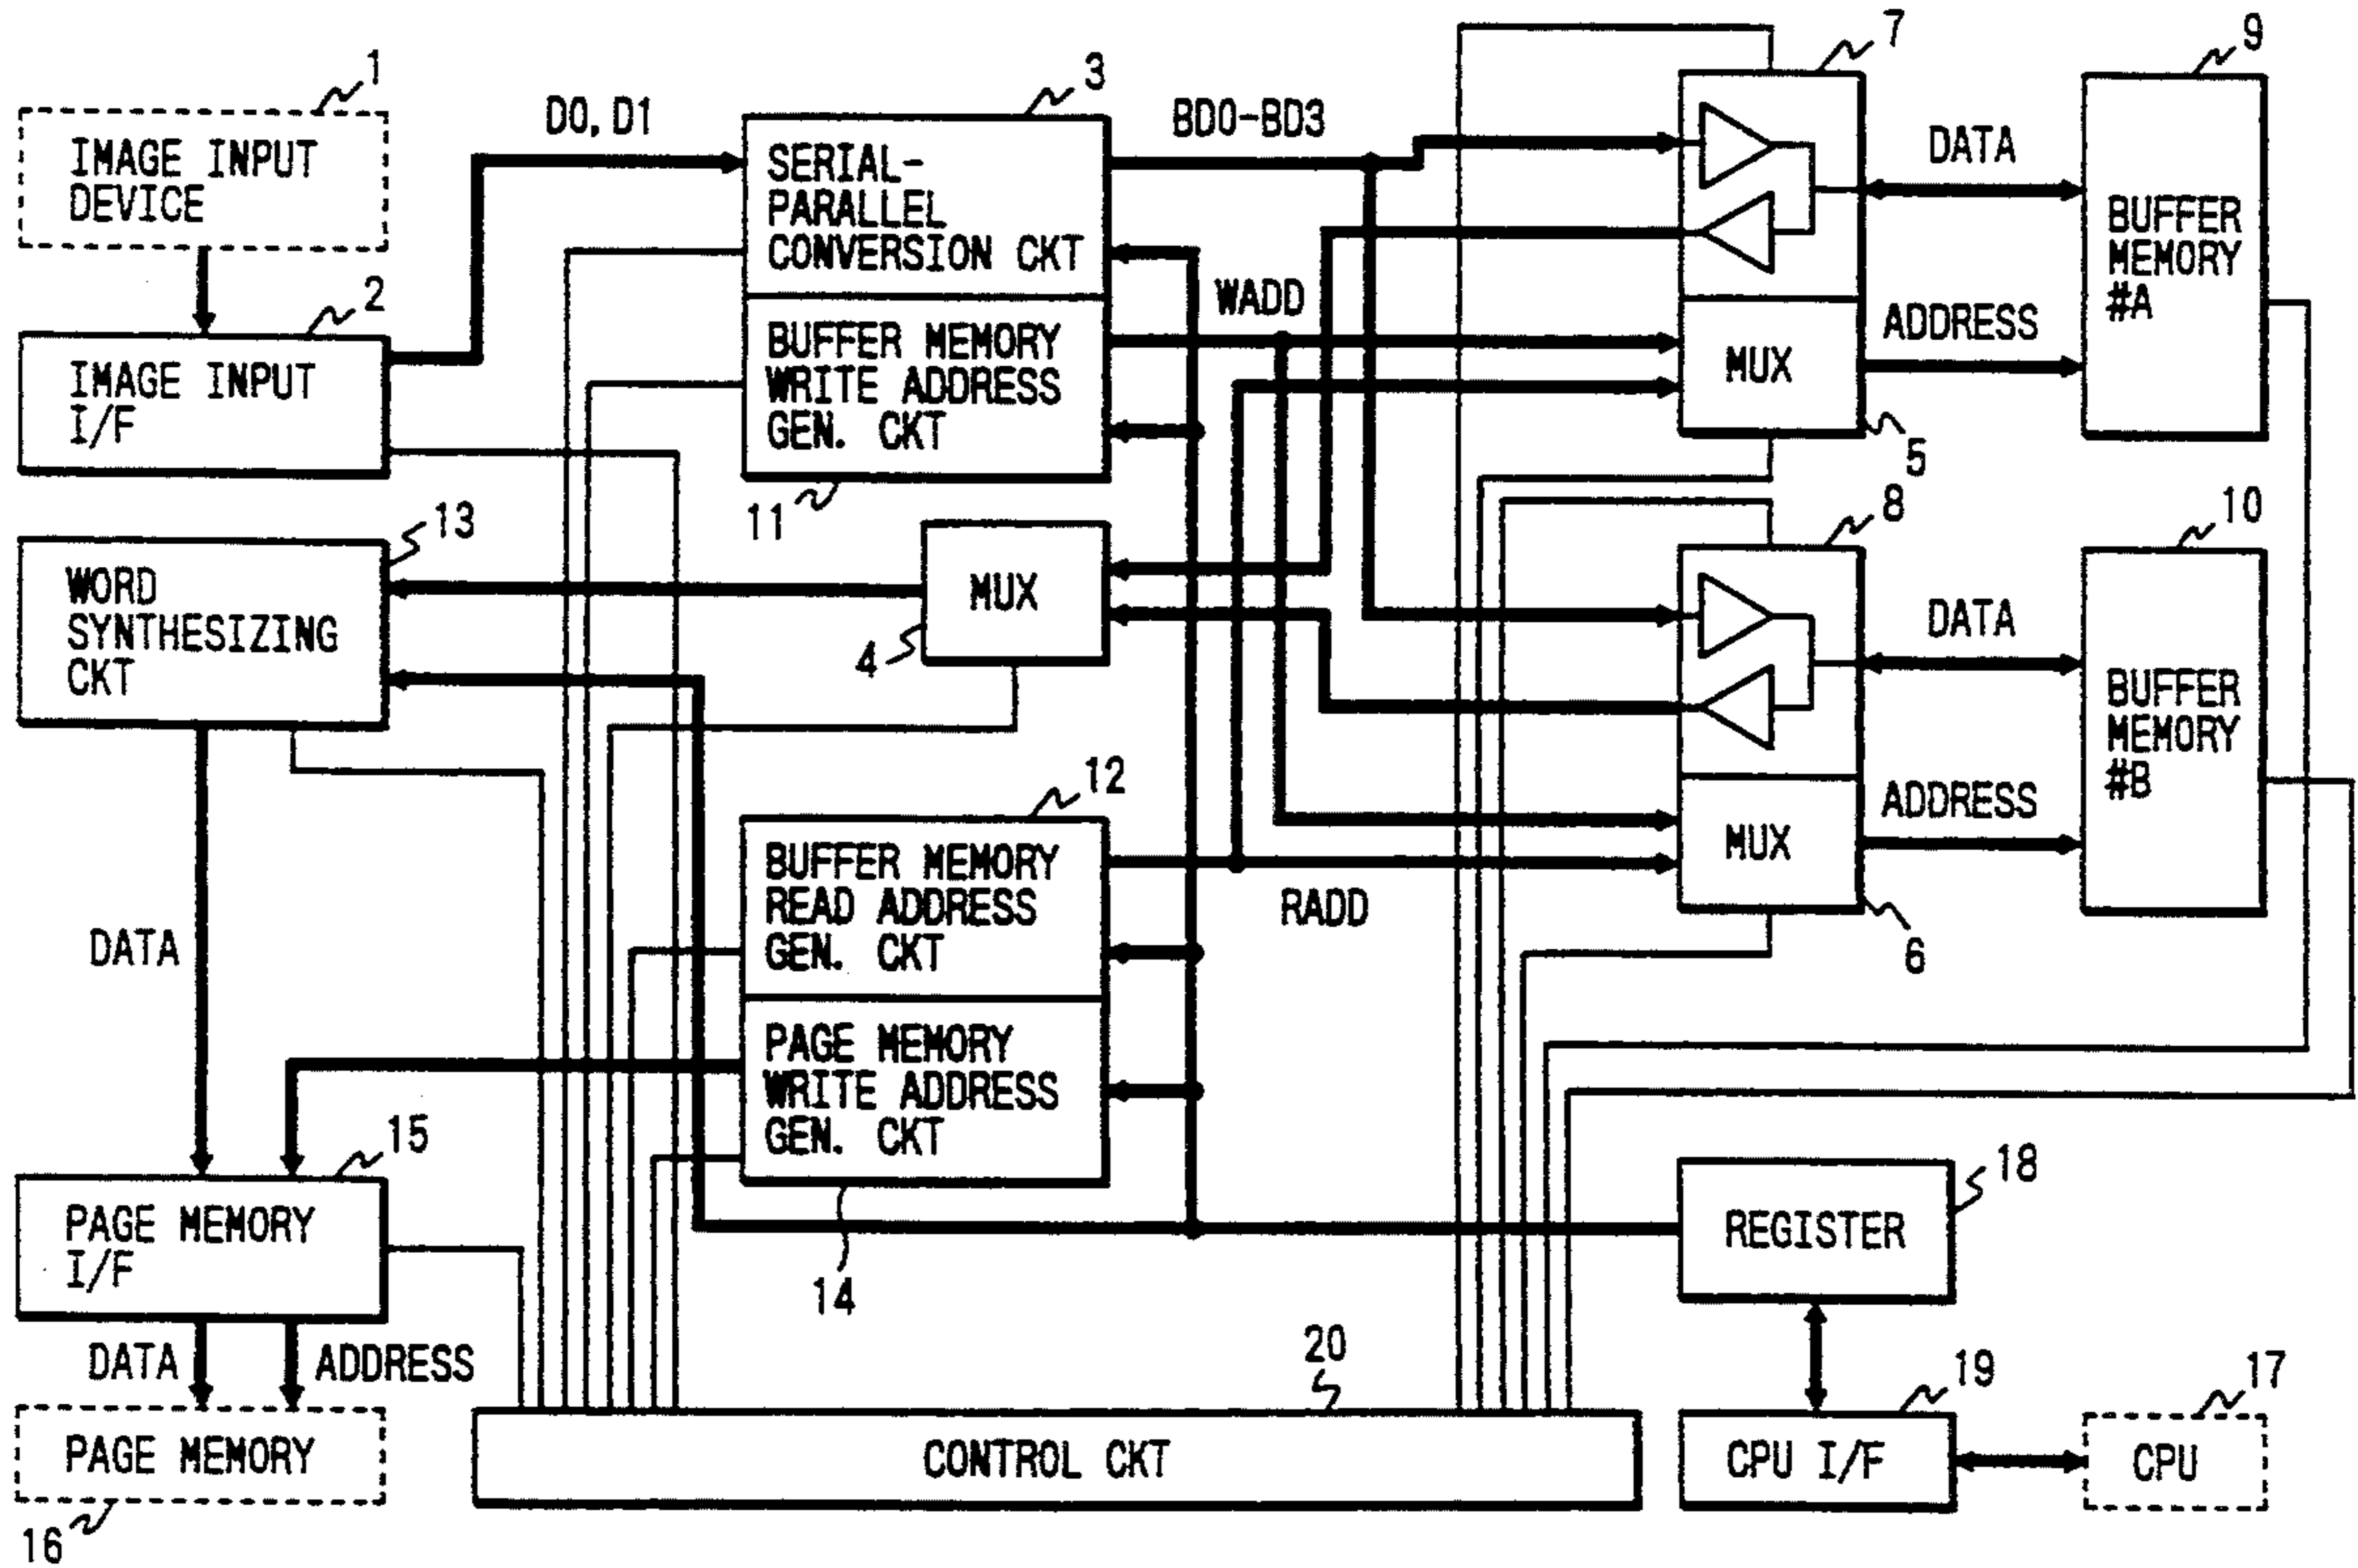 1
IMAGE INPUT
DEVICE
2
IMAGE INPUT
I/F
D0, D1
3
SERIAL-
PARALLEL
CONVERSION CKT
BUFFER MEMORY
WRITE ADDRESS
GEN. CKT
11
BD0-BD3
WADD
7
MUX
5
DATA
ADDRESS
9
BUFFER
MEMORY
#A
13
WORD
SYNTHESIZING
CKT
MUX
4
8
MUX
6
DATA
ADDRESS
10
BUFFER
MEMORY
#B
12
BUFFER MEMORY
READ ADDRESS
GEN. CKT
PAGE MEMORY
WRITE ADDRESS
GEN. CKT
14
RADD
DATA
15
PAGE MEMORY
I/F
DATA
ADDRESS
PAGE MEMORY
16
20
CONTROL CKT
18
REGISTER
19
CPU I/F
17
CPU